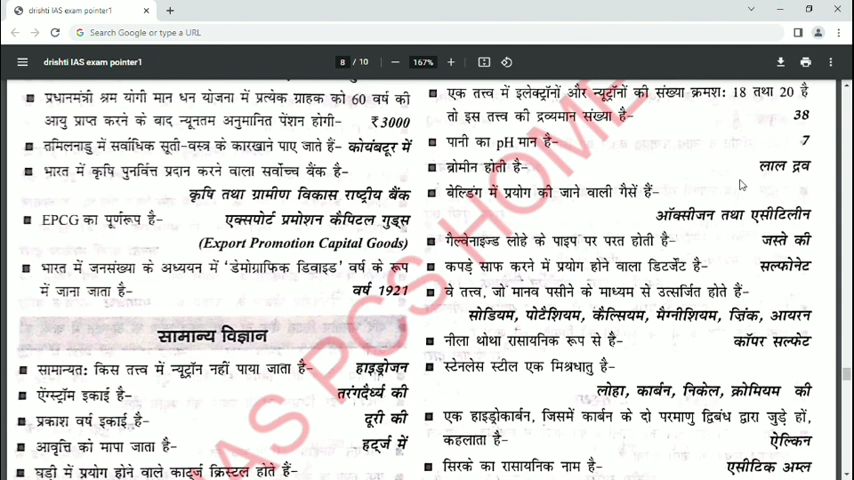 drishti IAS exam pointer1
Search Google or type a URL
drishti IAS exam pointer1
8 / 10
167%
प्रधानमंत्री श्रम योगी मान धन योजना में प्रत्येक ग्राहक को 60 वर्ष की
आयु प्राप्त करने के बाद न्यूनतम अनुमानित पेंशन होगी- ₹3000
तमिलनाडु में सर्वाधिक सूती-वस्त्र के कारखाने पाए जाते हैं- कोयंबटूर में
भारत में कृषि पुनर्वित्त प्रदान करने वाला सर्वोच्च बैंक है-
कृषि तथा ग्रामीण विकास राष्ट्रीय बैंक
EPCG का पूर्णरूप है- एक्सपोर्ट प्रमोशन कैपिटल गुड्स
(Export Promotion Capital Goods)
भारत में जनसंख्या के अध्ययन में 'डेमोग्राफिक डिवाइड' वर्ष के रूप
में जाना जाता है- वर्ष 1921
सामान्य विज्ञान
सामान्यत: किस तत्त्व में न्यूट्रॉन नहीं पाया जाता है- हाइड्रोजन
ऐंग्स्ट्रॉम इकाई है- तरंगदैर्ध्य की
प्रकाश वर्ष इकाई है- दूरी की
आवृत्ति को मापा जाता है- हर्ट्ज में
घड़ी में प्रयोग होने वाले कार्ट्ज क्रिस्टल होते हैं-
एक तत्त्व में इलेक्ट्रॉनों और न्यूट्रॉनों की संख्या क्रमश: 18 तथा 20 है
तो इस तत्त्व की द्रव्यमान संख्या है- 38
पानी का pH मान है- 7
ब्रोमीन होती है- लाल द्रव
वेल्डिंग में प्रयोग की जाने वाली गैसें हैं-
ऑक्सीजन तथा एसीटिलीन
गैल्वेनाइज्ड लोहे के पाइप पर परत होती है- जस्ते की
कपड़े साफ करने में प्रयोग होने वाला डिटर्जेंट है- सल्फोनेट
वे तत्त्व, जो मानव पसीने के माध्यम से उत्सर्जित होते हैं-
सोडियम, पोटैशियम, कैल्सियम, मैग्नीशियम, ज़िंक, आयरन
नीला थोथा रासायनिक रूप से है- कॉपर सल्फेट
स्टेनलेस स्टील एक मिश्रधातु है-
लोहा, कार्बन, निकेल, क्रोमियम की
एक हाइड्रोकार्बन, जिसमें कार्बन के दो परमाणु द्विबंध द्वारा जुड़े हों,
कहलाता है- ऐल्किन
सिरके का रासायनिक नाम है- एसीटिक अम्ल
IAS PCS HOME